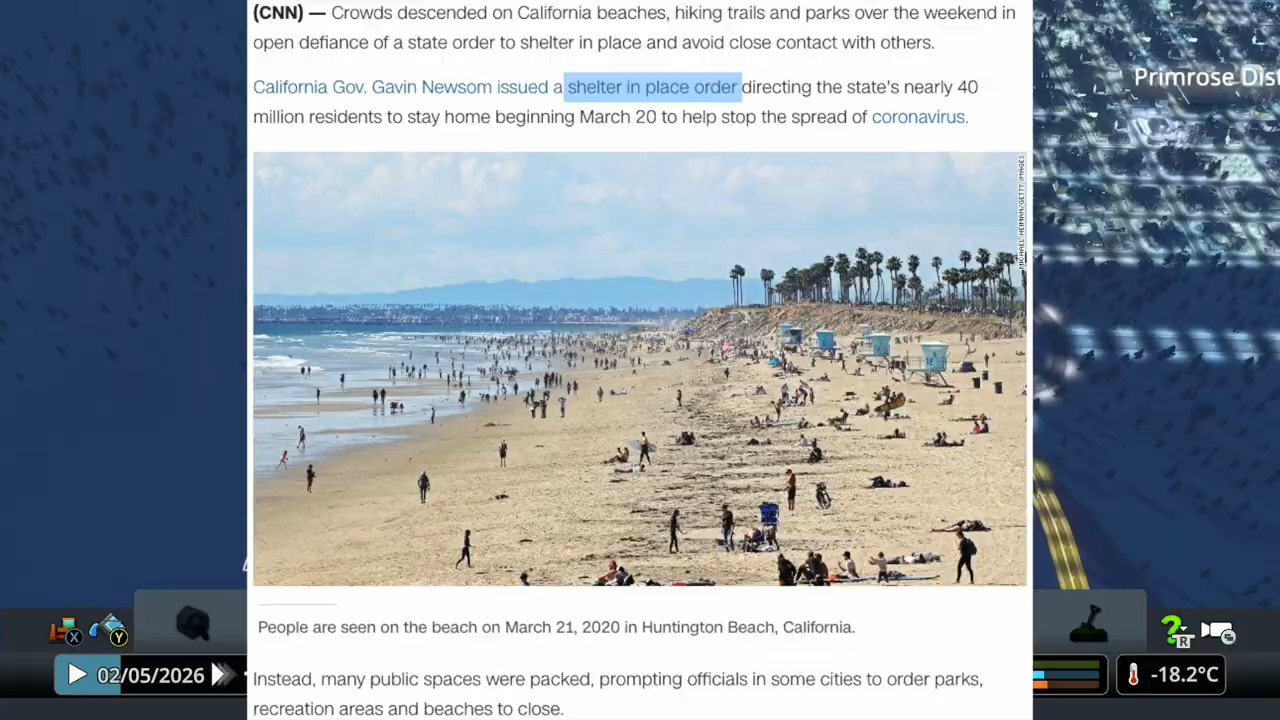 (CNN) — Crowds descended on California beaches, hiking trails and parks over the weekend in
open defiance of a state order to shelter in place and avoid close contact with others.
California Gov. Gavin Newsom issued a shelter in place order directing the state's nearly 40
million residents to stay home beginning March 20 to help stop the spread of coronavirus.
Primrose Dist
MICHAEL HEIMAN/GETTY IMAGES
People are seen on the beach on March 21, 2020 in Huntington Beach, California.
Instead, many public spaces were packed, prompting officials in some cities to order parks,
recreation areas and beaches to close.
X
Y
R
02/05/2026
-18.2°C